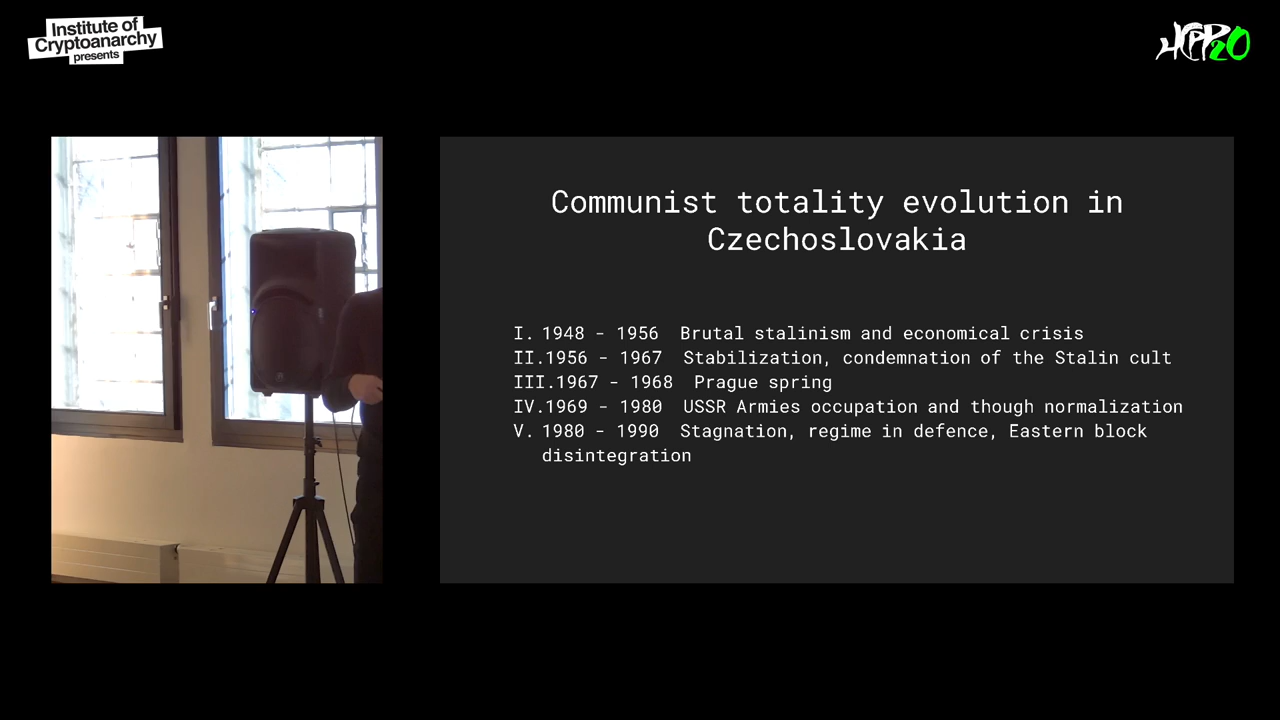 Institute of
Cryptoanarchy
presents
HCPP20
Communist totality evolution in
Czechoslovakia
I. 1948 - 1956 Brutal stalinism and economical crisis
II.1956 - 1967 Stabilization, condemnation of the Stalin cult
III.1967 - 1968 Prague spring
IV.1969 - 1980 USSR Armies occupation and though normalization
V. 1980 - 1990 Stagnation, regime in defence, Eastern block
disintegration